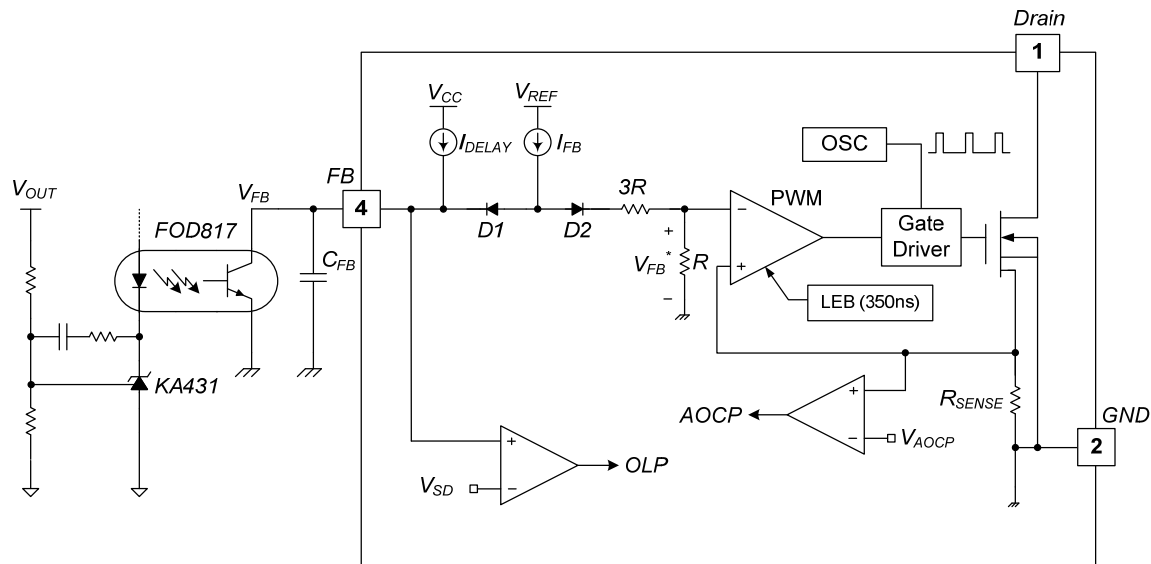 Drain
1
V_CC
V_REF
I_DELAY
I_FB
OSC
FB
4
V_OUT
V_FB
FOD817
C_FB
D1
D2
3R
PWM
Gate
Driver
+
V_FB*
R
−
−
+
LEB (350ns)
KA431
AOCP
+
−
V_AOCP
R_SENSE
GND
2
+
−
V_SD
OLP